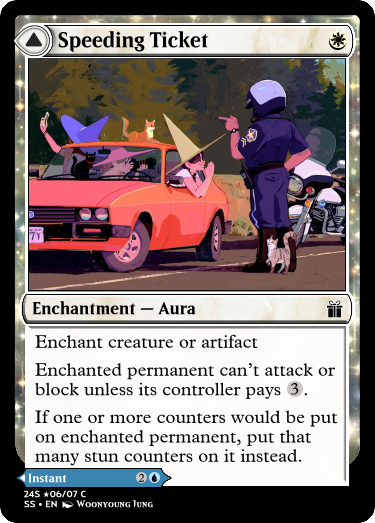 Speeding Ticket
Enchantment — Aura
Enchant creature or artifact
Enchanted permanent can't attack or
block unless its controller pays 3.
If one or more counters would be put
on enchanted permanent, put that
many stun counters on it instead.
Instant 2
24S ★06/07 C
SS • EN Woonyoung Jung